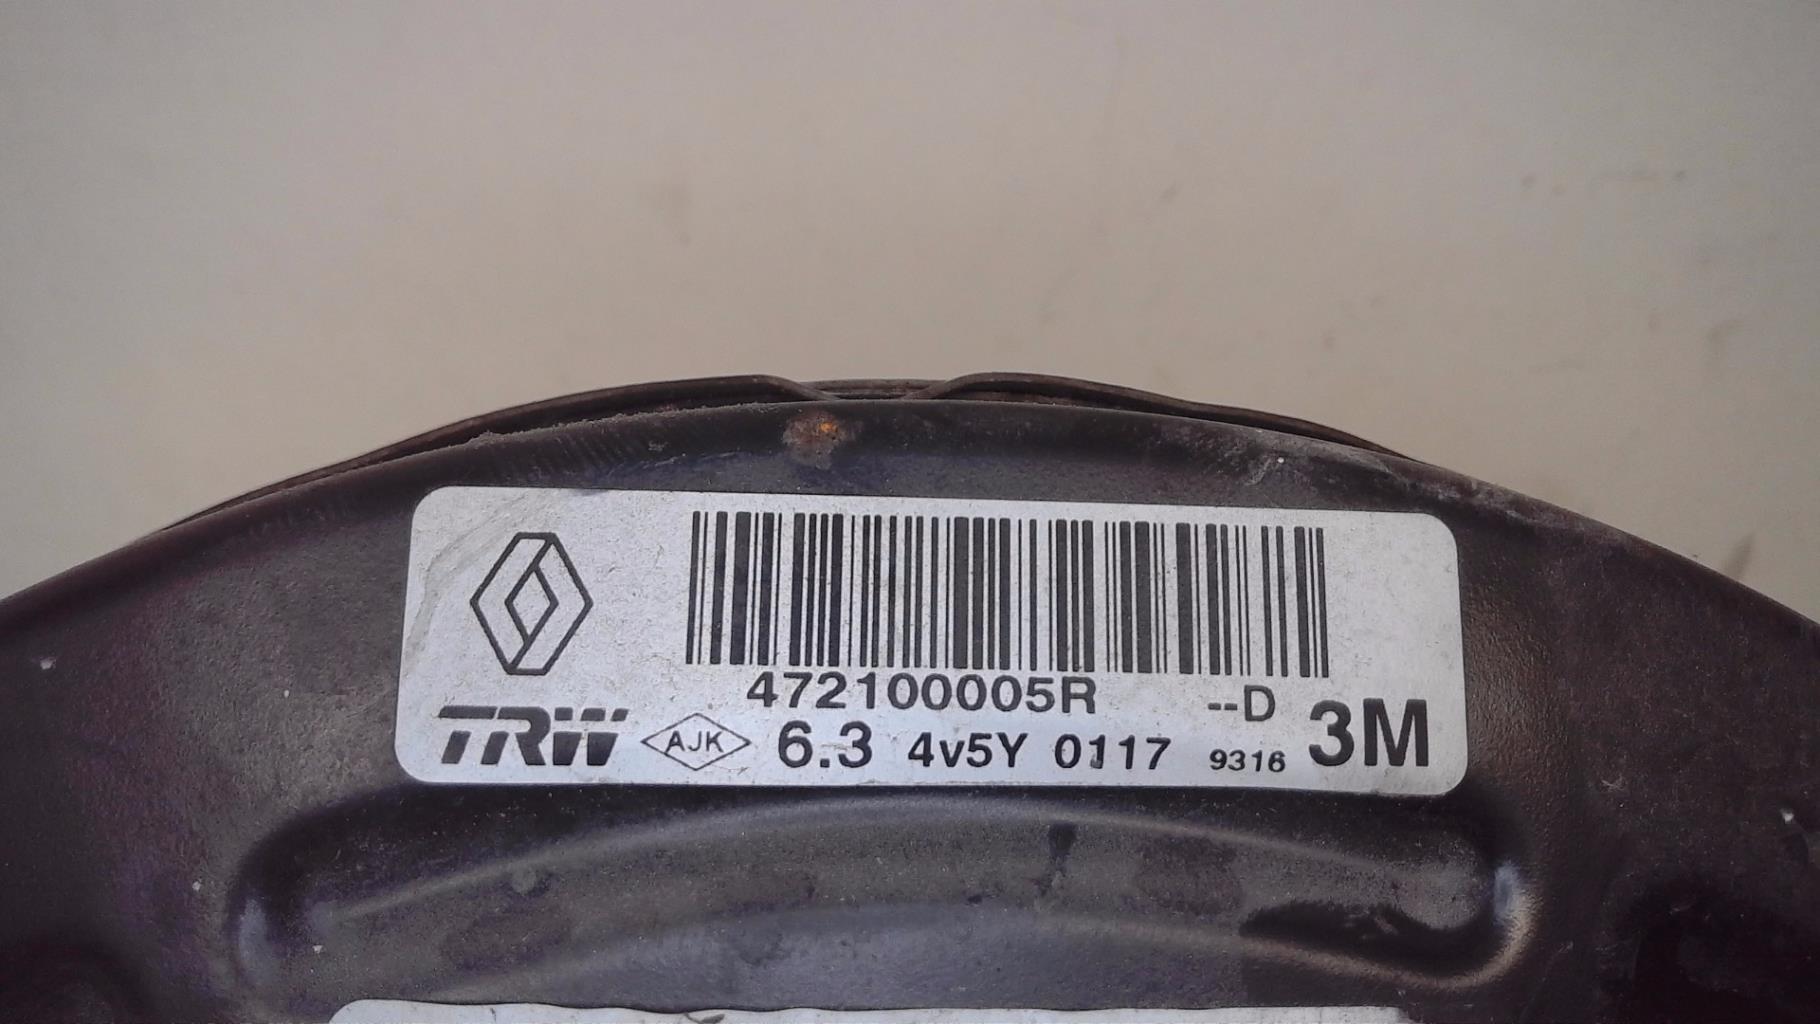 472100005R --D
TRW AJK 6.3 4v5Y 0117 9316 3M